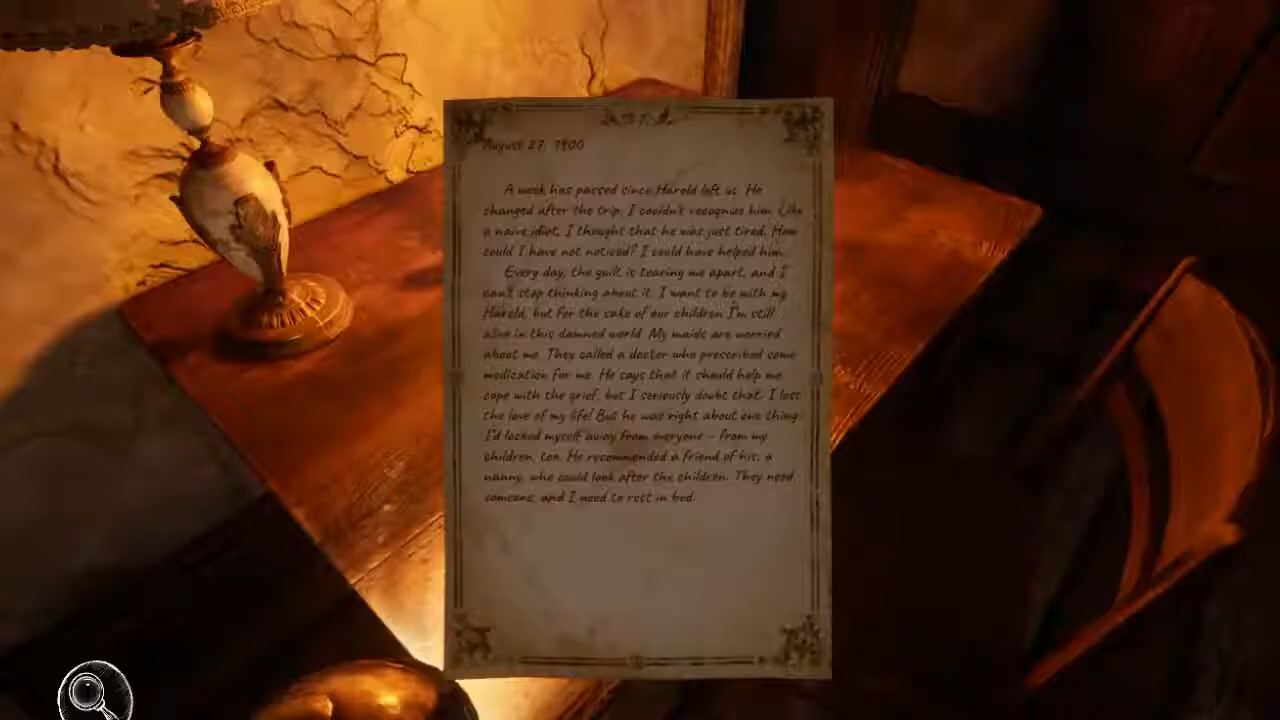 August 27, 1900
A week has passed since Harold left us. He
changed after the trip. I couldn't recognize him. Like
a naive idiot, I thought that he was just tired. How
could I have not noticed? I could have helped him.
Every day, the guilt is tearing me apart, and I
can't stop thinking about it. I want to be with my
Harold, but for the sake of our children I'm still
alive in this damned world. My maids are worried
about me. They called a doctor who prescribed some
medication for me. He says that it should help me
cope with the grief, but I seriously doubt that. I lost
the love of my life! But he was right about one thing:
I'd locked myself away from everyone – from my
children, too. He recommended a friend of his, a
nanny, who could look after the children. They need
someone, and I need to rest in bed.